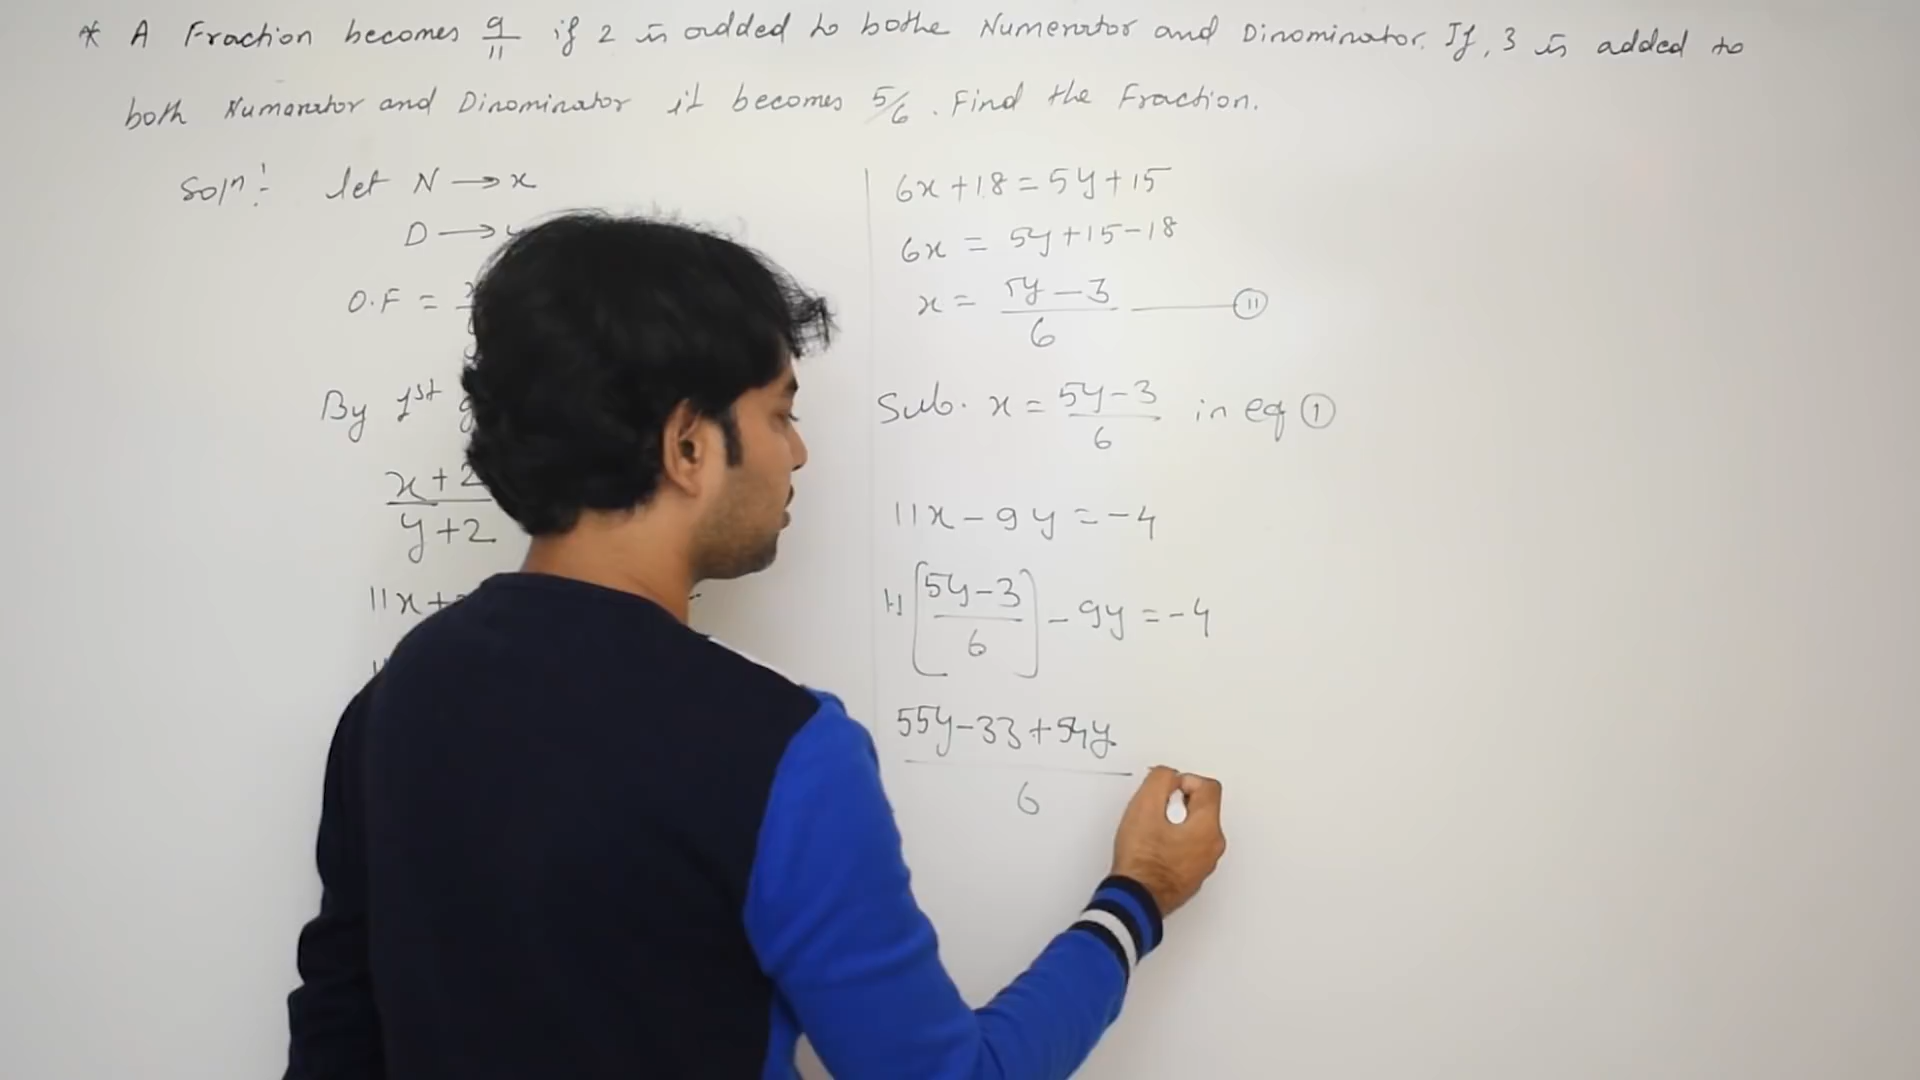 * A Fraction becomes 9/11 if 2 is added to bothe Numerator and Dinominator. If, 3 is added to
both Numarator and Dinominator it becomes 5/6. Find the Fraction.
Solⁿ:- let N → x
D →
O.F =
By 1st
x+2
y+2
11x+
6x+18=5y+15
6x = 5y+15-18
x = 5y-3/6 — (II)
Sub. x = 5y-3/6 in eq (1)
11x-9y=-4
11[5y-3/6]-9y=-4
55y-33+54y
6